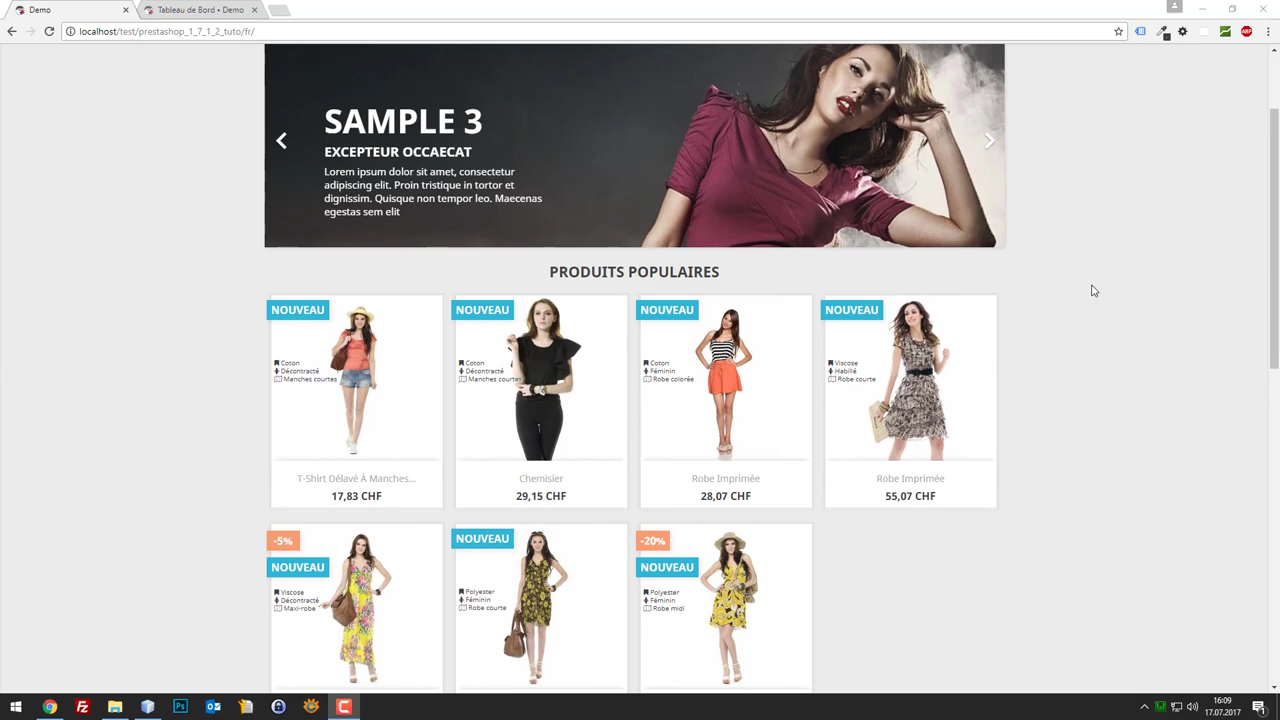 Demo
Tableau de Bord • Demo
localhost/test/prestashop_1_7_1_2_tuto/fr/
ABP
SAMPLE 3
EXCEPTEUR OCCAECAT
Lorem ipsum dolor sit amet, consectetur
adipiscing elit. Proin tristique in tortor et
dignissim. Quisque non tempor leo. Maecenas
egestas sem elit
PRODUITS POPULAIRES
NOUVEAU
Coton
Décontracté
Manches courtes
T-Shirt Délavé À Manches...
17,83 CHF
NOUVEAU
Coton
Décontracté
Manches courtes
Chemisier
29,15 CHF
NOUVEAU
Coton
Féminin
Robe colorée
Robe Imprimée
28,07 CHF
NOUVEAU
Viscose
Habillé
Robe courte
Robe Imprimée
55,07 CHF
-5%
NOUVEAU
Viscose
Décontracté
Maxi-robe
NOUVEAU
Polyester
Féminin
Robe courte
-20%
NOUVEAU
Polyester
Féminin
Robe midi
Ps
16:09
17.07.2017
1